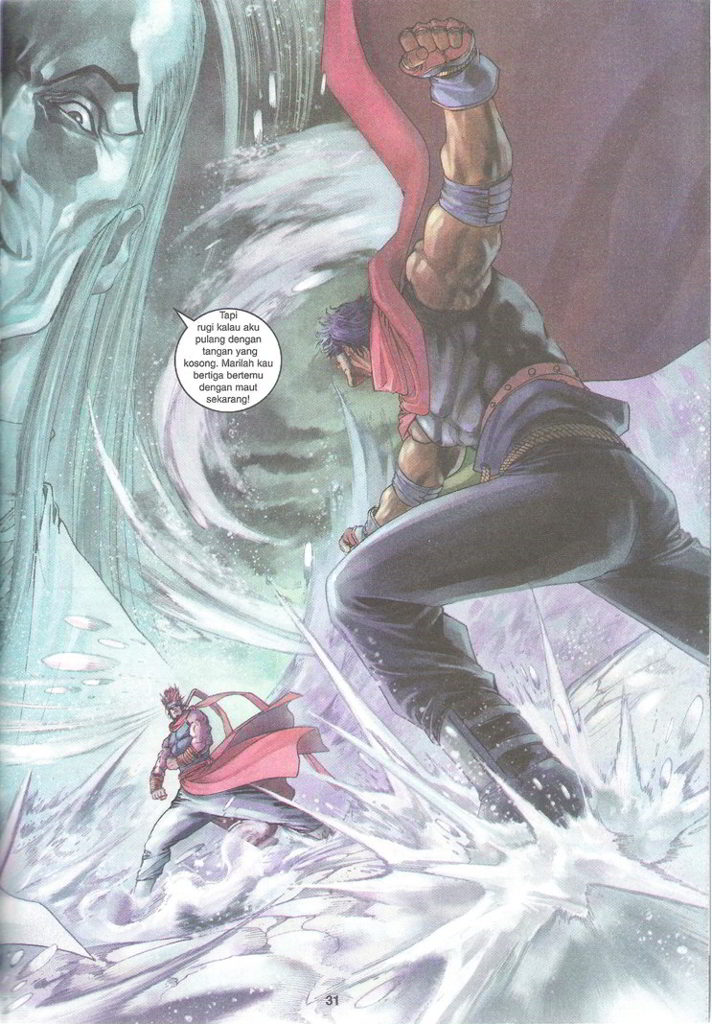 Tapi
rugi kalau aku
pulang dengan
tangan yang
kosong. Marilah kau
bertiga bertemu
dengan maut
sekarang!
31